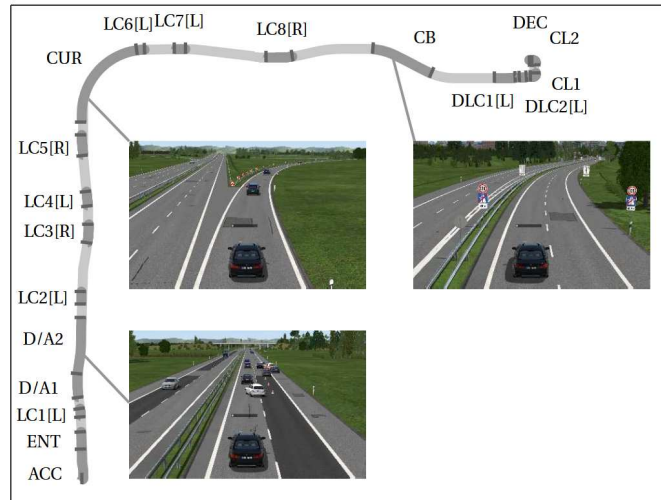 LC6[L]
LC7[L]
LC8[R]
CUR
CB
DEC
CL2
CL1
DLC1[L]
DLC2[L]
LC5[R]
LC4[L]
LC3[R]
LC2[L]
D/A2
D/A1
LC1[L]
ENT
ACC